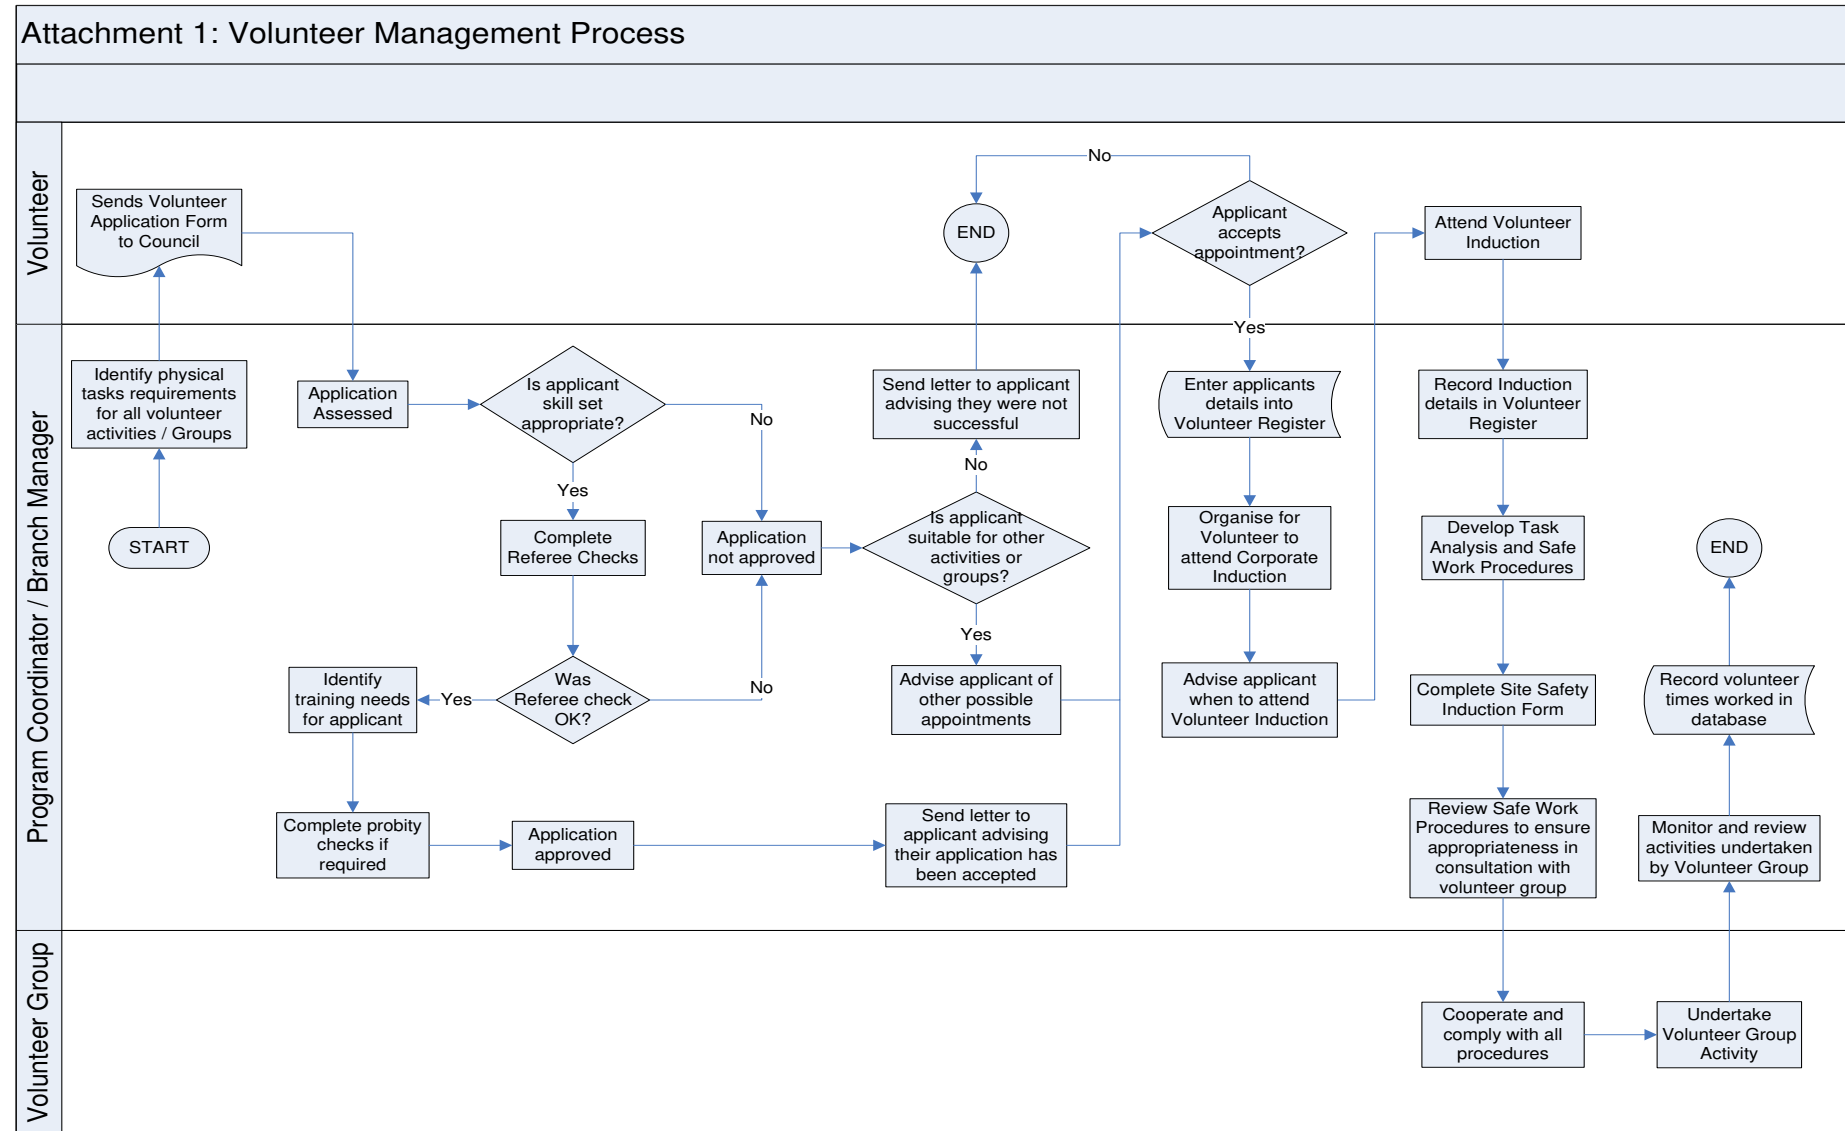 Attachment 1: Volunteer Management Process
Volunteer
Sends Volunteer
Application Form
to Council
END
No
Applicant
accepts
appointment?
Yes
Attend Volunteer
Induction
Program Coordinator / Branch Manager
Identify physical
tasks requirements
for all volunteer
activities / Groups
START
Application
Assessed
Is applicant
skill set
appropriate?
No
Yes
Complete
Referee Checks
Was
Referee check
OK?
No
Yes
Identify
training needs
for applicant
Complete probity
checks if
required
Application
approved
Application
not approved
Is applicant
suitable for other
activities or
groups?
No
Send letter to applicant
advising they were not
successful
Yes
Advise applicant of
other possible
appointments
Send letter to
applicant advising
their application has
been accepted
Enter applicants
details into
Volunteer Register
Organise for
Volunteer to
attend Corporate
Induction
Advise applicant
when to attend
Volunteer Induction
Record Induction
details in Volunteer
Register
Develop Task
Analysis and Safe
Work Procedures
Complete Site Safety
Induction Form
Review Safe Work
Procedures to ensure
appropriateness in
consultation with
volunteer group
END
Record volunteer
times worked in
database
Monitor and review
activities undertaken
by Volunteer Group
Volunteer Group
Cooperate and
comply with all
procedures
Undertake
Volunteer Group
Activity